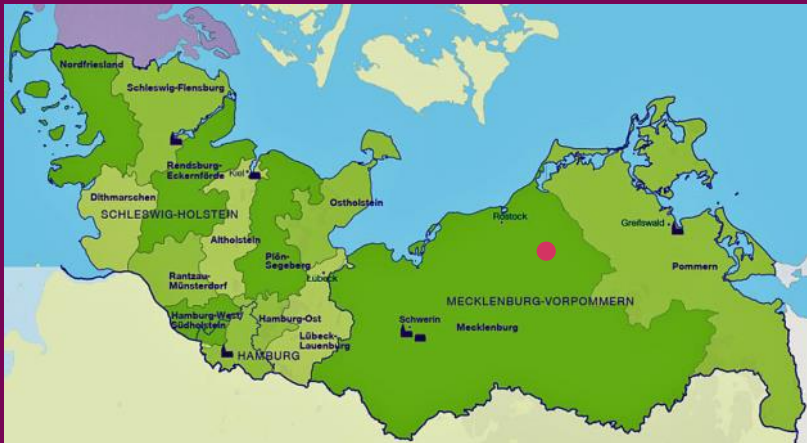 Nordfriesland
Schleswig-Flensburg
Rendsburg-
Eckernförde
Kiel
Dithmarschen
SCHLESWIG-HOLSTEIN
Ostholstein
Altholstein
Plön-
Segeberg
Lübeck
Rantzau-
Münsterdorf
Hamburg-West/
Südholstein
Hamburg-Ost
Lübeck-
Lauenburg
HAMBURG
Rostock
Greifswald
Pommern
MECKLENBURG-VORPOMMERN
Schwerin
Mecklenburg